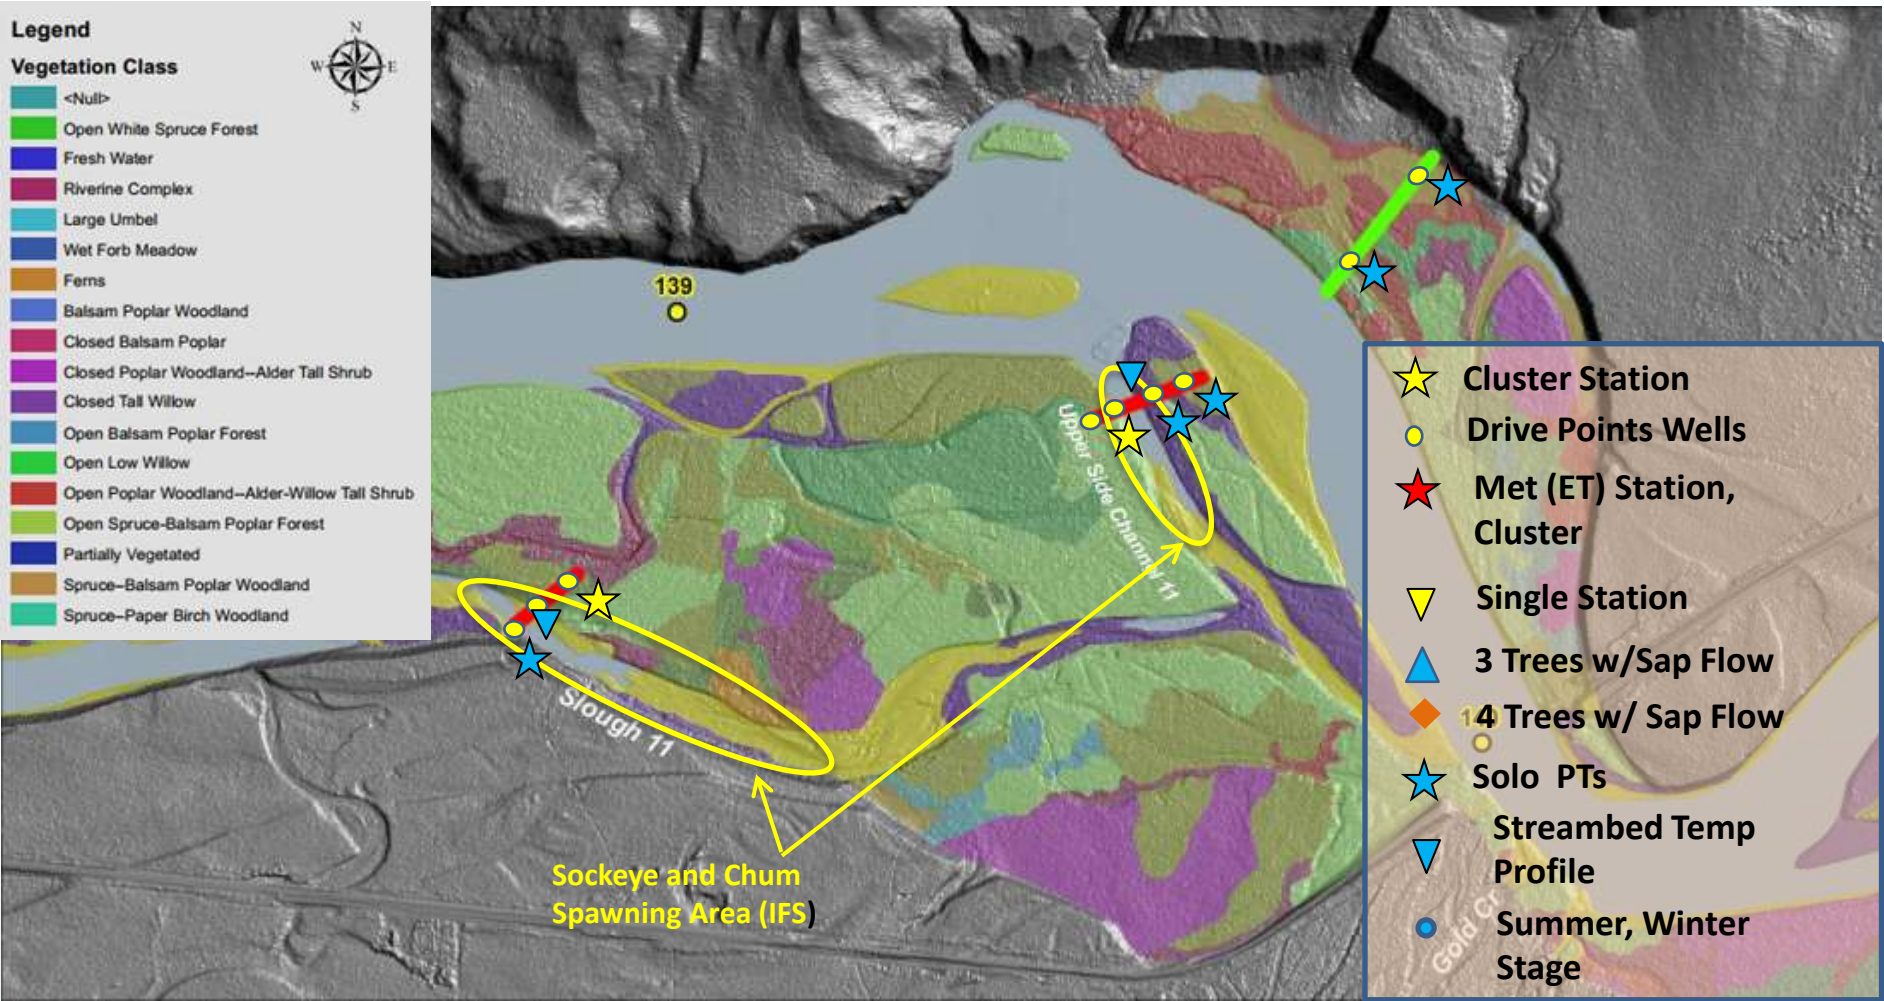 Legend
N
W E
S
Vegetation Class
<Null>
Open White Spruce Forest
Fresh Water
Riverine Complex
Large Umbel
Wet Forb Meadow
Ferns
Balsam Poplar Woodland
Closed Balsam Poplar
Closed Poplar Woodland--Alder Tall Shrub
Closed Tall Willow
Open Balsam Poplar Forest
Open Low Willow
Open Poplar Woodland--Alder-Willow Tall Shrub
Open Spruce-Balsam Poplar Forest
Partially Vegetated
Spruce--Balsam Poplar Woodland
Spruce--Paper Birch Woodland
139
Upper Side Channel 11
Slough 11
Sockeye and Chum
Spawning Area (IFS)
Cluster Station
Drive Points Wells
Met (ET) Station,
Cluster
Single Station
3 Trees w/Sap Flow
4 Trees w/ Sap Flow
140
Solo PTs
Streambed Temp
Profile
Summer, Winter
Stage
Gold Cr